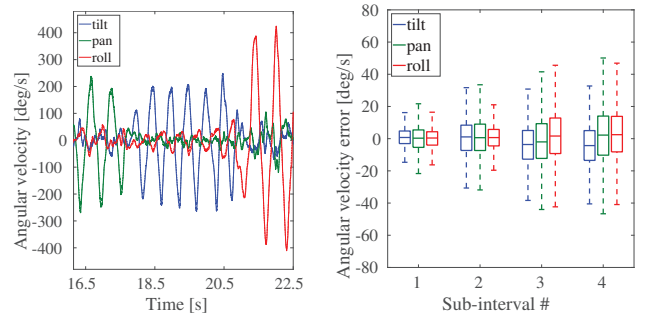 Angular velocity [deg/s]
400
300
200
100
0
-100
-200
-300
-400
tilt
pan
roll
16.5
18.5
20.5
22.5
Time [s]
Angular velocity error [deg/s]
80
60
40
20
0
-20
-40
-60
-80
tilt
pan
roll
1
2
3
4
Sub-interval #